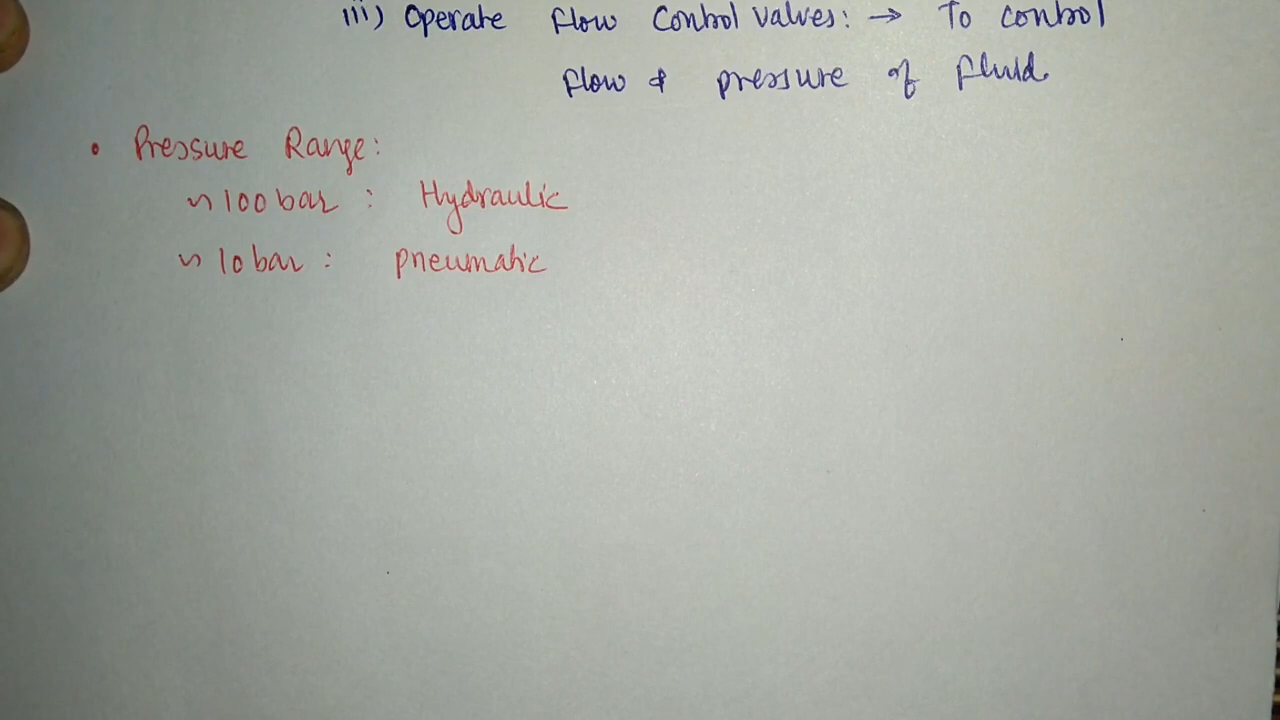 iii) Operate flow control valves: → To control
flow & pressure of fluid.
• Pressure Range:
~ 100 bar : Hydraulic
~ 10 bar : pneumatic